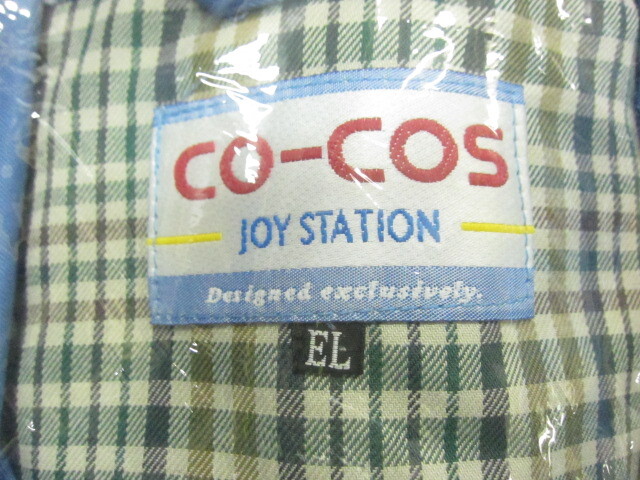 CO-COS
JOY STATION
Designed exclusively.
EL